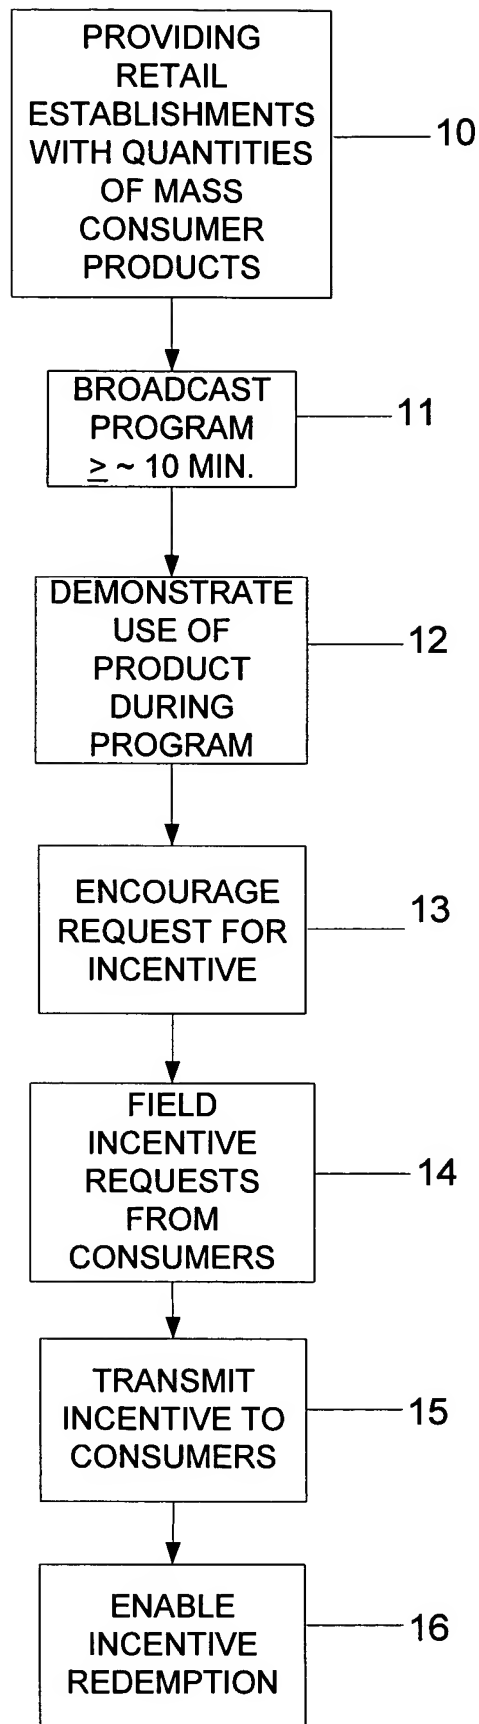 PROVIDING
RETAIL
ESTABLISHMENTS
WITH QUANTITIES
OF MASS
CONSUMER
PRODUCTS
10
BROADCAST
PROGRAM
≥ ~ 10 MIN.
11
DEMONSTRATE
USE OF
PRODUCT
DURING
PROGRAM
12
ENCOURAGE
REQUEST FOR
INCENTIVE
13
FIELD
INCENTIVE
REQUESTS
FROM
CONSUMERS
14
TRANSMIT
INCENTIVE TO
CONSUMERS
15
ENABLE
INCENTIVE
REDEMPTION
16